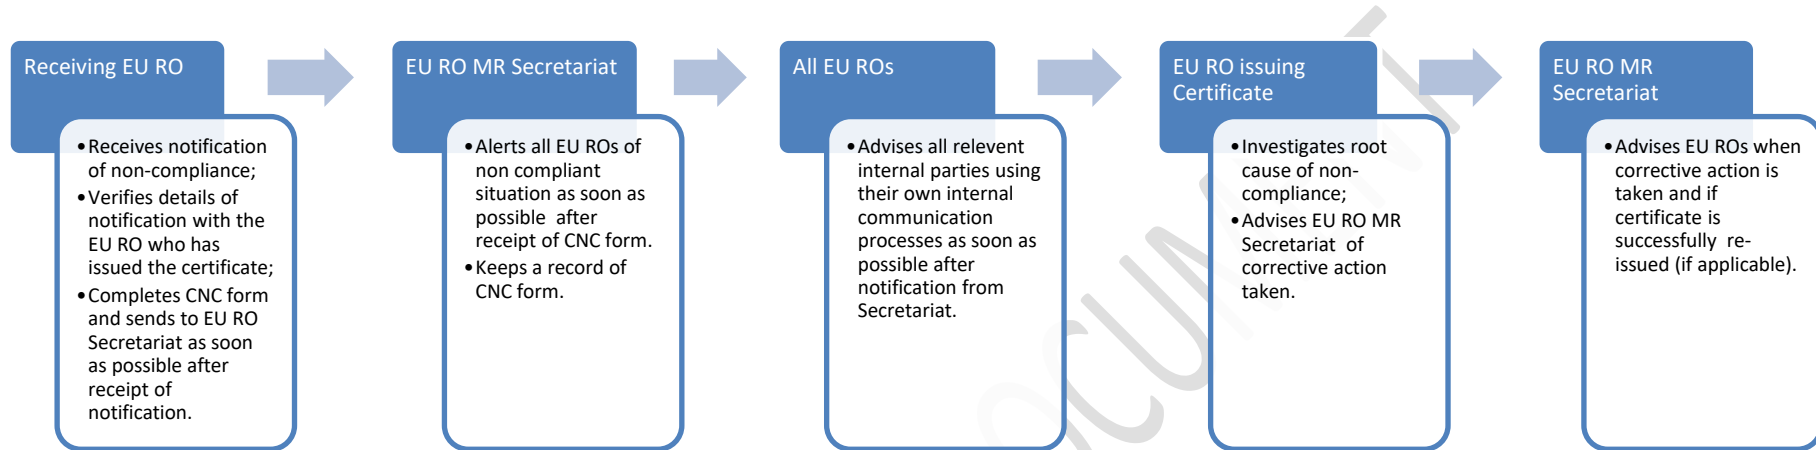 Receiving EU RO
•Receives notification
of non-compliance;
•Verifies details of
notification with the
EU RO who has
issued the certificate;
•Completes CNC form
and sends to EU RO
Secretariat as soon
as possible after
receipt of
notification.
EU RO MR Secretariat
•Alerts all EU ROs of
non compliant
situation as soon as
possible after
receipt of CNC form.
•Keeps a record of
CNC form.
All EU ROs
•Advises all relevent
internal parties using
their own internal
communication
processes as soon as
possible after
notification from
Secretariat.
EU RO issuing
Certificate
•Investigates root
cause of non-
compliance;
•Advises EU RO MR
Secretariat of
corrective action
taken.
EU RO MR
Secretariat
•Advises EU ROs when
corrective action is
taken and if
certificate is
successfully re-
issued (if applicable).